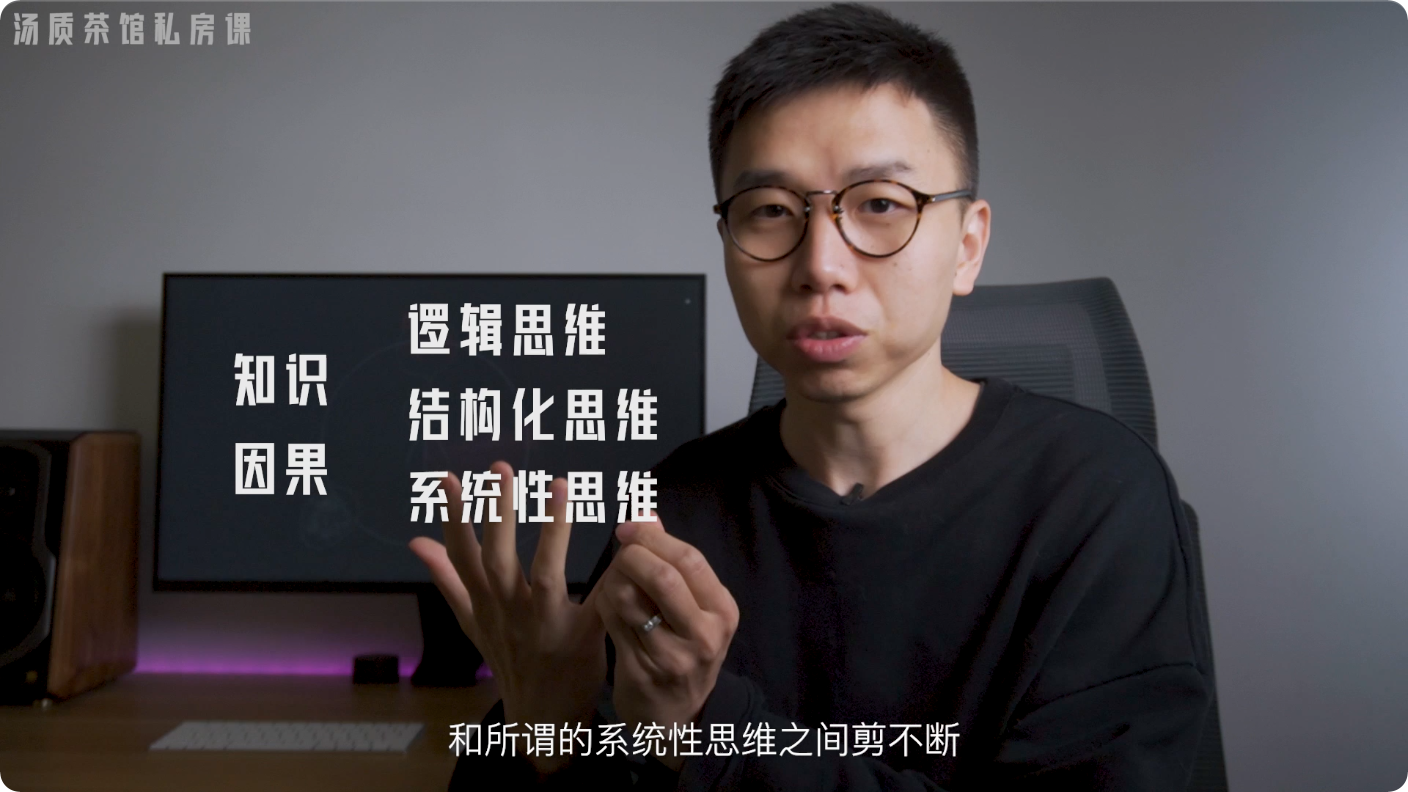 汤质茶馆私房课
知识
因果
逻辑思维
结构化思维
系统性思维
和所谓的系统性思维之间剪不断